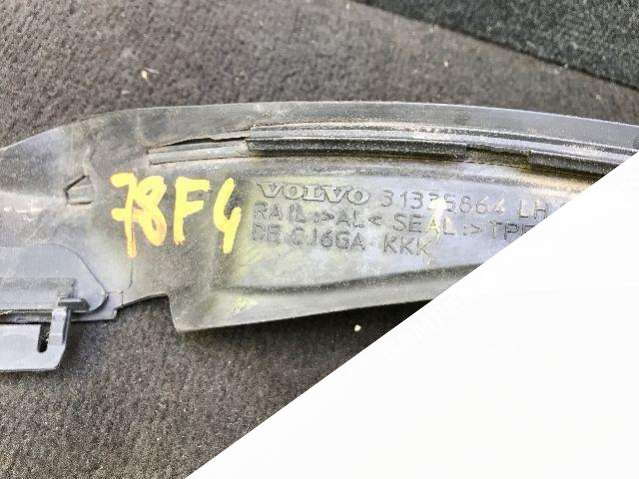 78F4
VOLVO 31335864 LH
RAIL:>AL< SEAL:>TPE
DE CJ6GA KKK